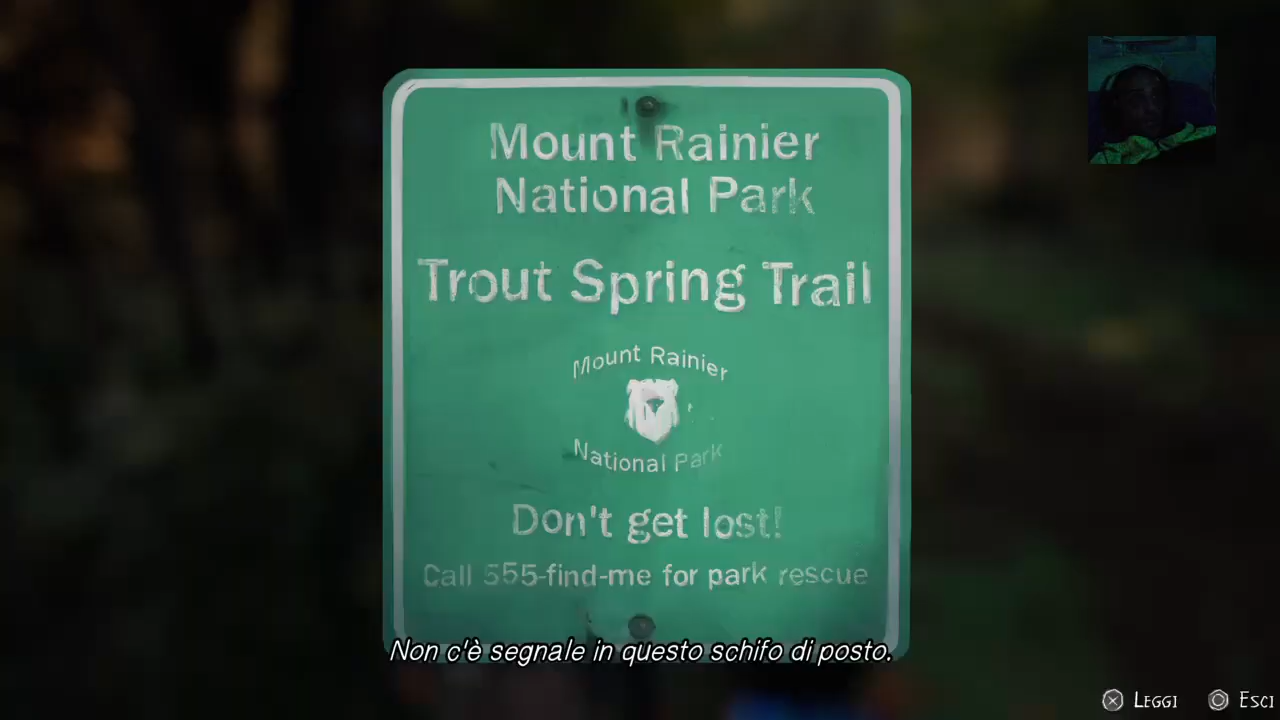 Mount Rainier
National Park
Trout Spring Trail
Mount Rainier
National Park
Don't get lost!
Call 555-find-me for park rescue
Non c'è segnale in questo schifo di posto.
Leggi Esci